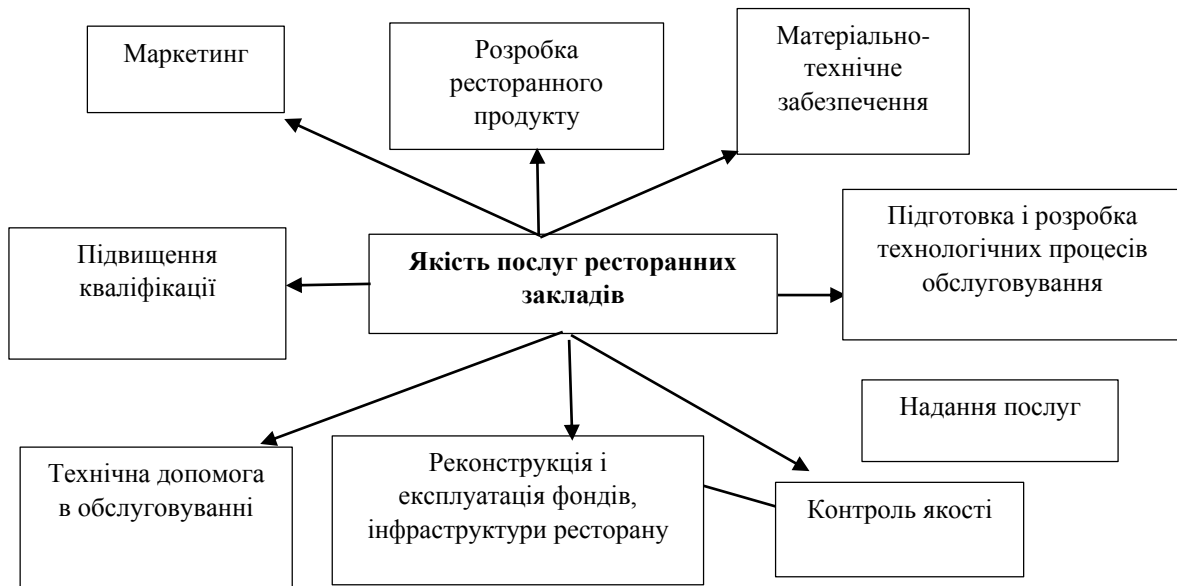 Маркетинг
Розробка
ресторанного
продукту
Матеріально-
технічне
забезпечення
Підвищення
кваліфікації
Якість послуг ресторанних
закладів
Підготовка і розробка
технологічних процесів
обслуговування
Надання послуг
Технічна допомога
в обслуговуванні
Реконструкція і
експлуатація фондів,
інфраструктури ресторану
Контроль якості